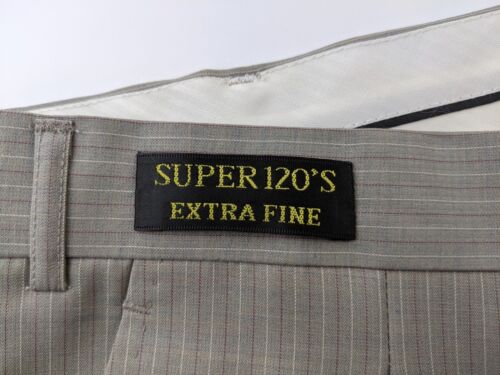 SUPER 120'S
EXTRA FINE